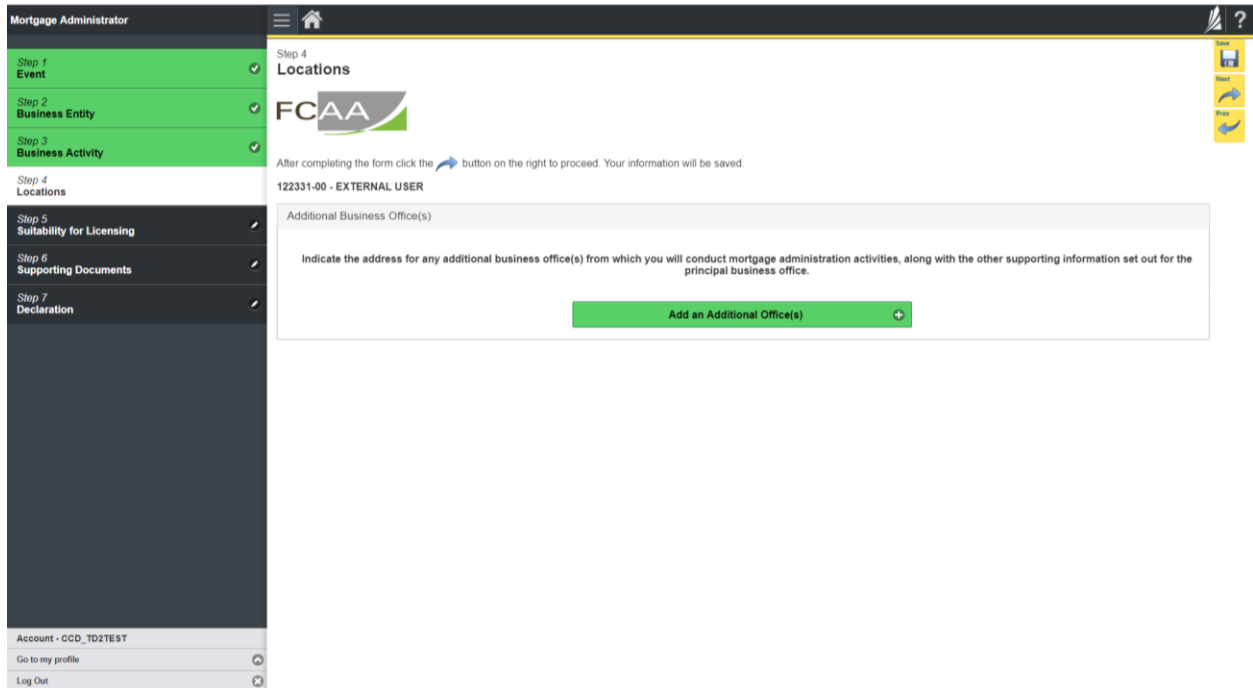 Mortgage Administrator
?
Step 1
Event
Step 2
Business Entity
Step 3
Business Activity
Step 4
Locations
Step 5
Suitability for Licensing
Step 6
Supporting Documents
Step 7
Declaration
Account - CCD_TD2TEST
Go to my profile
Log Out
Step 4
Locations
FCAA
After completing the form click the button on the right to proceed. Your information will be saved.
122331-00 - EXTERNAL USER
Additional Business Office(s)
Indicate the address for any additional business office(s) from which you will conduct mortgage administration activities, along with the other supporting information set out for the
principal business office.
Add an Additional Office(s)
Save
Next
Prev